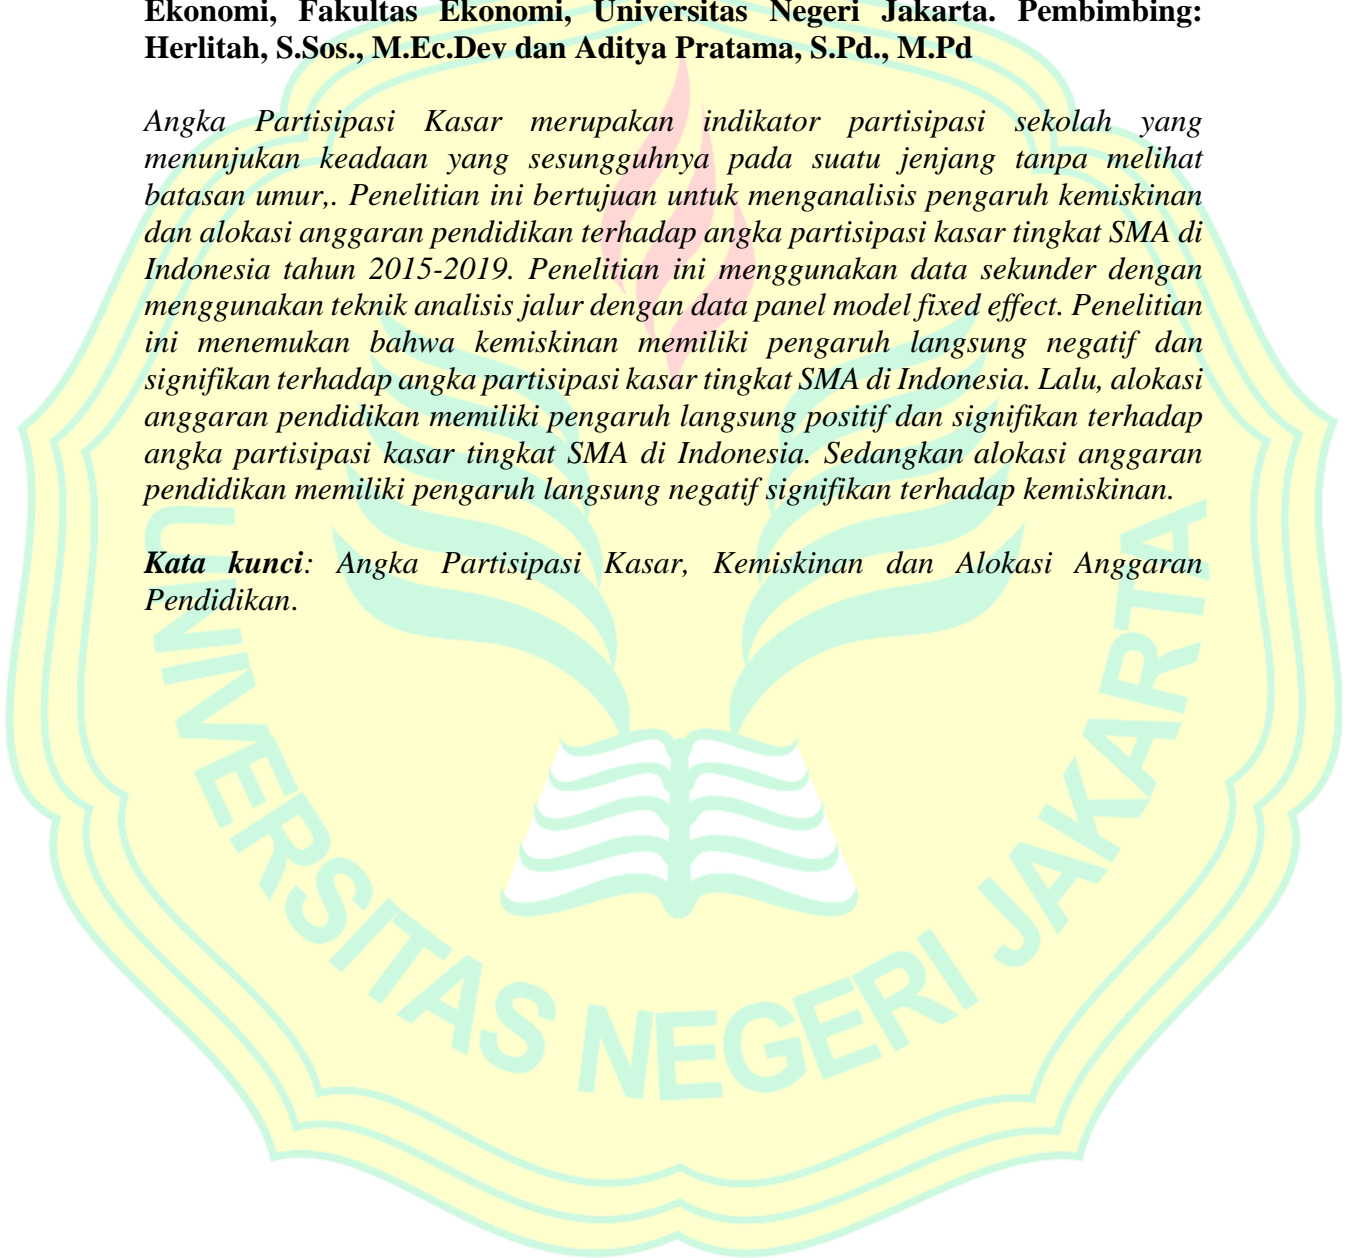 Ekonomi, Fakultas Ekonomi, Universitas Negeri Jakarta. Pembimbing:
Herlitah, S.Sos., M.Ec.Dev dan Aditya Pratama, S.Pd., M.Pd
Angka Partisipasi Kasar merupakan indikator partisipasi sekolah yang
menunjukan keadaan yang sesungguhnya pada suatu jenjang tanpa melihat
batasan umur,. Penelitian ini bertujuan untuk menganalisis pengaruh kemiskinan
dan alokasi anggaran pendidikan terhadap angka partisipasi kasar tingkat SMA di
Indonesia tahun 2015-2019. Penelitian ini menggunakan data sekunder dengan
menggunakan teknik analisis jalur dengan data panel model fixed effect. Penelitian
ini menemukan bahwa kemiskinan memiliki pengaruh langsung negatif dan
signifikan terhadap angka partisipasi kasar tingkat SMA di Indonesia. Lalu, alokasi
anggaran pendidikan memiliki pengaruh langsung positif dan signifikan terhadap
angka partisipasi kasar tingkat SMA di Indonesia. Sedangkan alokasi anggaran
pendidikan memiliki pengaruh langsung negatif signifikan terhadap kemiskinan.
Kata kunci: Angka Partisipasi Kasar, Kemiskinan dan Alokasi Anggaran
Pendidikan.
UNIVERSITAS NEGERI JAKARTA